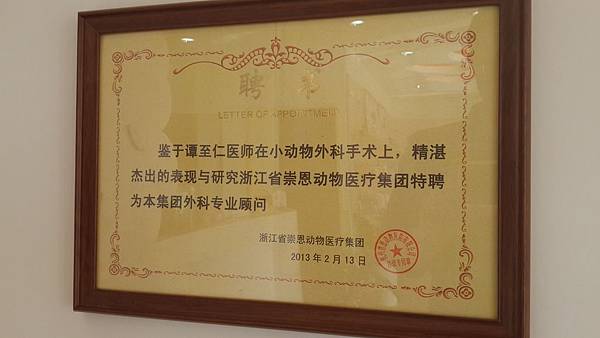 聘书
LETTER OF APPOINTMENT
鉴于谭至仁医师在小动物外科手术上，精湛
杰出的表现与研究浙江省崇恩动物医疗集团特聘
为本集团外科专业顾问
浙江省崇恩动物医疗集团
2013年2月13日